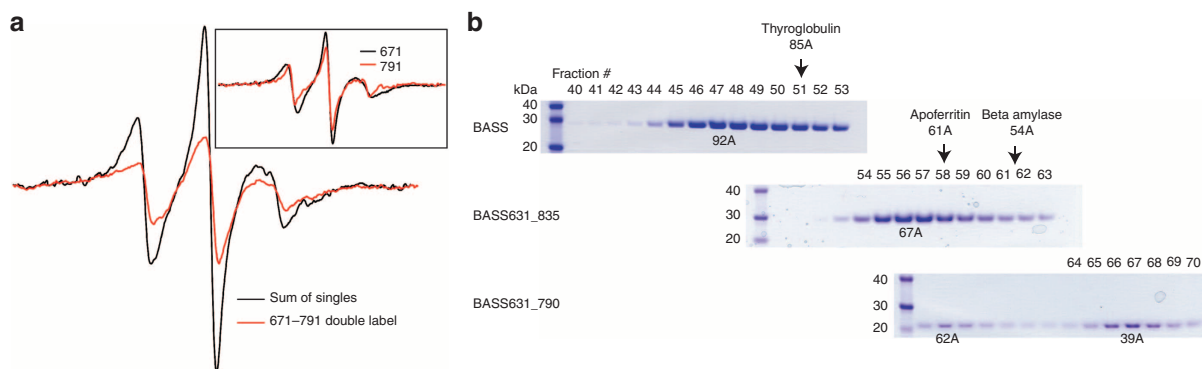 a
671
791
Sum of singles
671–791 double label
b
Thyroglobulin
85A
Fraction #
kDa
40 41 42 43 44 45 46 47 48 49 50 51 52 53
40
30
20
BASS
92A
Apoferritin
61A
Beta amylase
54A
54 55 56 57 58 59 60 61 62 63
40
30
20
BASS631_835
67A
64 65 66 67 68 69 70
40
30
20
BASS631_790
62A
39A